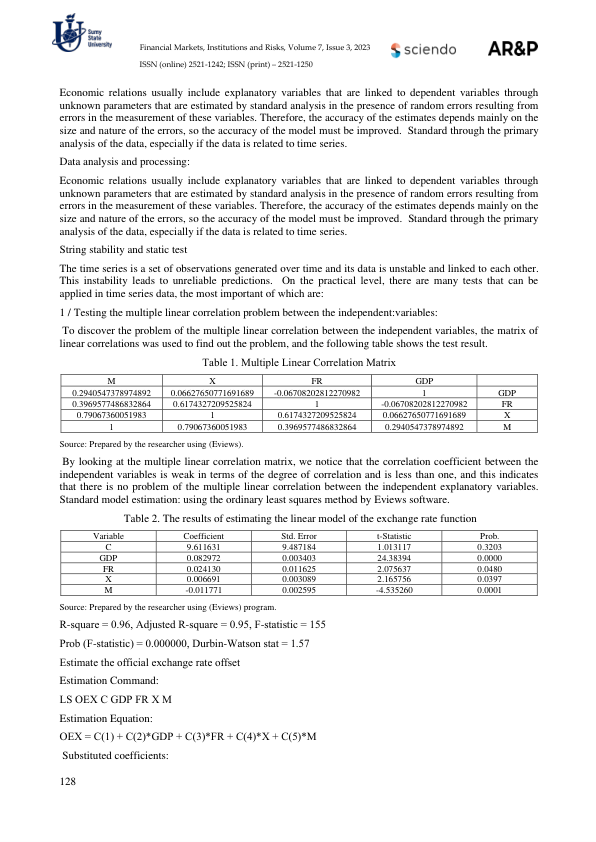 Sumy
State
University
Financial Markets, Institutions and Risks, Volume 7, Issue 3, 2023
sciendo
AR&P
ISSN (online) 2521-1242; ISSN (print) – 2521-1250
Economic relations usually include explanatory variables that are linked to dependent variables through
unknown parameters that are estimated by standard analysis in the presence of random errors resulting from
errors in the measurement of these variables. Therefore, the accuracy of the estimates depends mainly on the
size and nature of the errors, so the accuracy of the model must be improved. Standard through the primary
analysis of the data, especially if the data is related to time series.
Data analysis and processing:
Economic relations usually include explanatory variables that are linked to dependent variables through
unknown parameters that are estimated by standard analysis in the presence of random errors resulting from
errors in the measurement of these variables. Therefore, the accuracy of the estimates depends mainly on the
size and nature of the errors, so the accuracy of the model must be improved. Standard through the primary
analysis of the data, especially if the data is related to time series.
String stability and static test
The time series is a set of observations generated over time and its data is unstable and linked to each other.
This instability leads to unreliable predictions. On the practical level, there are many tests that can be
applied in time series data, the most important of which are:
1 / Testing the multiple linear correlation problem between the independent:variables:
To discover the problem of the multiple linear correlation between the independent variables, the matrix of
linear correlations was used to find out the problem, and the following table shows the test result.
Table 1. Multiple Linear Correlation Matrix
M X FR GDP
0.2940547378974892 0.06627650771691689 -0.06708202812270982 1 GDP
0.3969577486832864 0.6174327209525824 1 -0.06708202812270982 FR
0.79067360051983 1 0.6174327209525824 0.06627650771691689 X
1 0.79067360051983 0.3969577486832864 0.2940547378974892 M
Source: Prepared by the researcher using (Eviews).
By looking at the multiple linear correlation matrix, we notice that the correlation coefficient between the
independent variables is weak in terms of the degree of correlation and is less than one, and this indicates
that there is no problem of the multiple linear correlation between the independent explanatory variables.
Standard model estimation: using the ordinary least squares method by Eviews software.
Table 2. The results of estimating the linear model of the exchange rate function
Variable Coefficient Std. Error t-Statistic Prob.
C 9.611631 9.487184 1.013117 0.3203
GDP 0.082972 0.003403 24.38394 0.0000
FR 0.024130 0.011625 2.075637 0.0480
X 0.006691 0.003089 2.165756 0.0397
M -0.011771 0.002595 -4.535260 0.0001
Source: Prepared by the researcher using (Eviews) program.
R-square = 0.96, Adjusted R-square = 0.95, F-statistic = 155
Prob (F-statistic) = 0.000000, Durbin-Watson stat = 1.57
Estimate the official exchange rate offset
Estimation Command:
LS OEX C GDP FR X M
Estimation Equation:
OEX = C(1) + C(2)*GDP + C(3)*FR + C(4)*X + C(5)*M
Substituted coefficients:
128